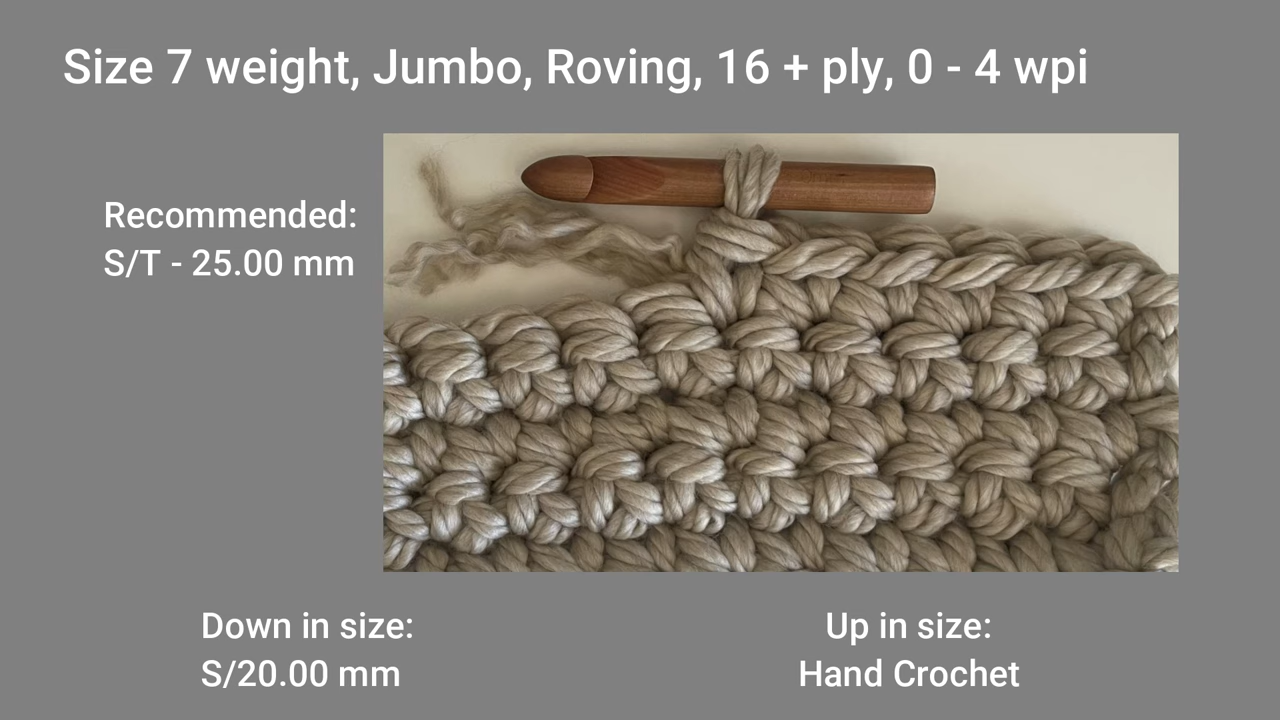 Size 7 weight, Jumbo, Roving, 16 + ply, 0 - 4 wpi
Recommended:
S/T - 25.00 mm
Down in size:
S/20.00 mm
Up in size:
Hand Crochet